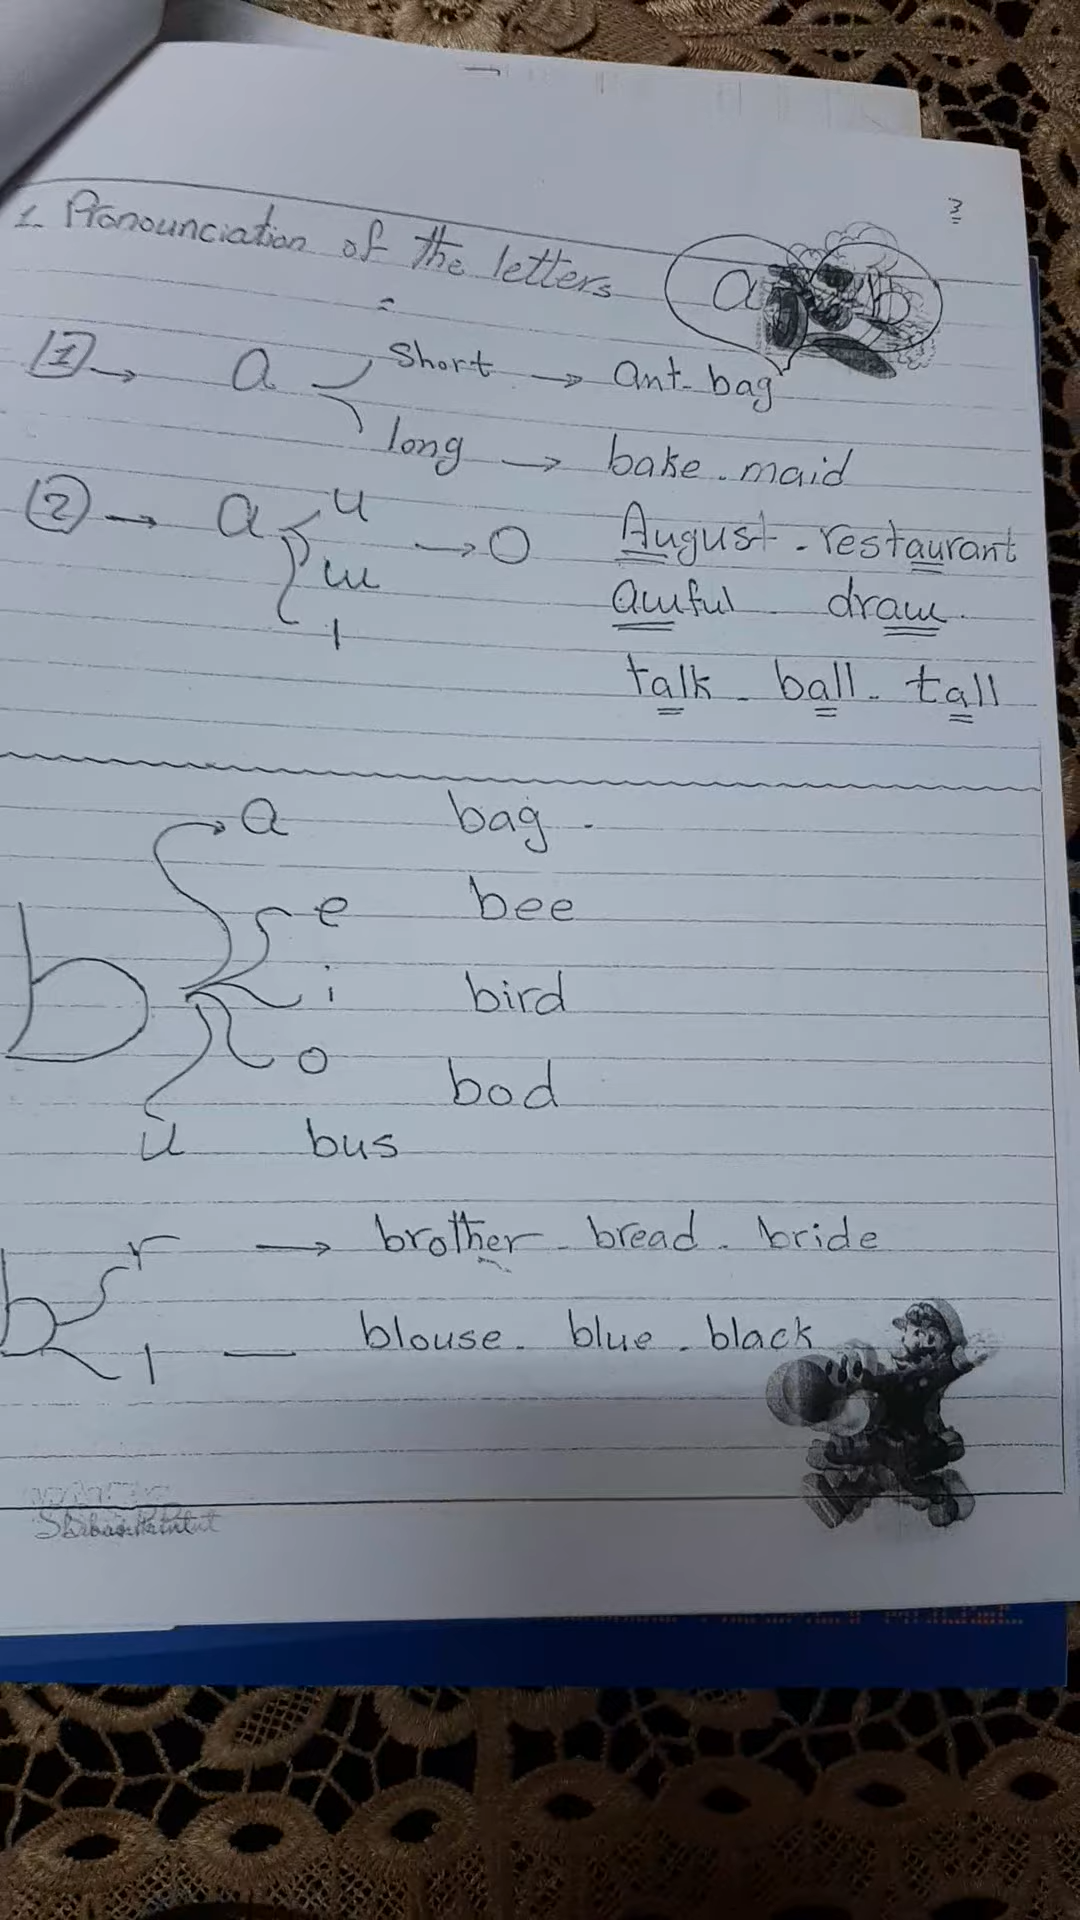 3
1. Pronounciation of the letters
a b
1 → a short → ant - bag
long → bake . maid
2 → a u → O August - restaurant
w awful . draw .
l talk - ball - tall
a bag .
e bee
b i bird
o bod
u bus
b r → brother - bread . bride
l — blouse . blue . black